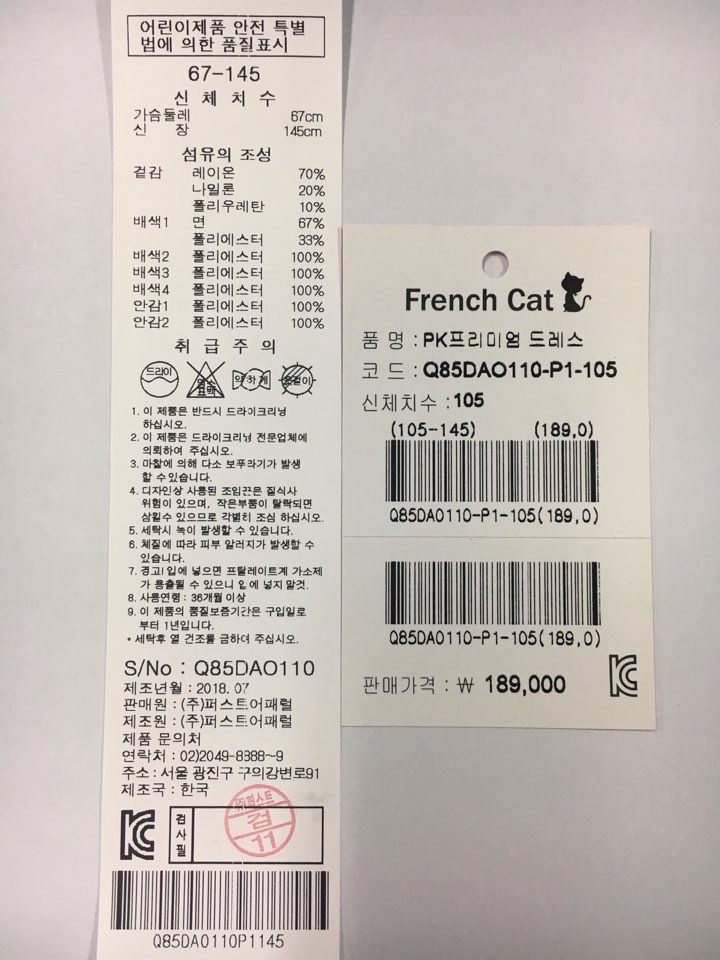 어린이제품 안전 특별
법에 의한 품질표시
67-145
신 체 치 수
가슴둘레 67cm
신 장 145cm
섬유의 조성
겉감 레이온 70%
나일론 20%
폴리우레탄 10%
배색1 면 67%
폴리에스터 33%
배색2 폴리에스터 100%
배색3 폴리에스터 100%
배색4 폴리에스터 100%
안감1 폴리에스터 100%
안감2 폴리에스터 100%
취 급 주 의
드라이 염소표백 약하게 옷걸이
1. 이 제품은 반드시 드라이크리닝
하십시오.
2. 이 제품은 드라이크리닝 전문업체에
의뢰하여 주십시오.
3. 마찰에 의해 다소 보푸라기가 발생
할 수 있습니다.
4. 디자인상 사용된 조임끈은 질식사
위험이 있으며, 작은부품이 탈락되면
삼킬수 있으므로 각별히 조심 하십시오.
5. 세탁시 녹이 발생할 수 있습니다.
6. 체질에 따라 피부 알러지가 발생할 수
있습니다.
7. 경고! 입에 넣으면 프탈레이트계 가소제
가 용출될 수 있으니 입에 넣지 말것.
8. 사용연령 : 36개월 이상
9. 이 제품의 품질보증기간은 구입일로
부터 1년입니다.
* 세탁후 열 건조를 금하여 주십시오.
S/No : Q85DAO110
제조년월 : 2018. 07
판매원 : (주)퍼스트어패럴
제조원 : (주)퍼스트어패럴
제품 문의처
연락처 : 02)2049-8888~9
주소 : 서울 광진구 구의강변로91
제조국 : 한국
KC 검사필 (주)퍼스트 검 11
Q85DAO110P1145
French Cat
품 명 : PK프리미엄 드레스
코 드 : Q85DAO110-P1-105
신체치수 : 105
(105-145) (189,0)
Q85DAO110-P1-105(189,0)
Q85DAO110-P1-105(189,0)
판매가격 : ₩ 189,000 KC